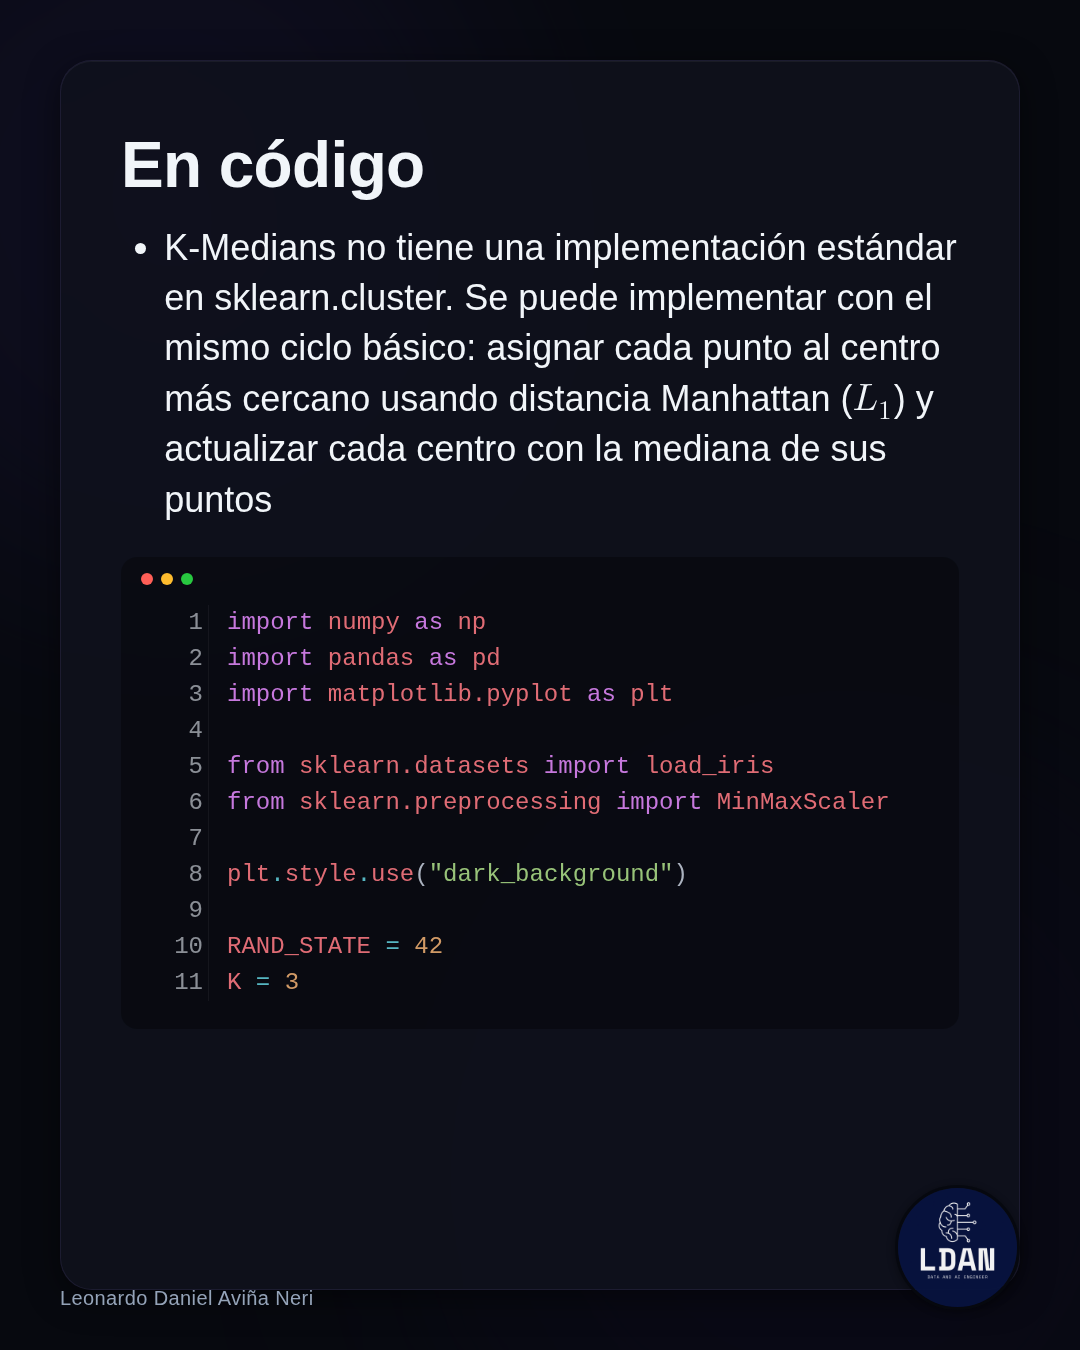 En código
• K-Medians no tiene una implementación estándar
en sklearn.cluster. Se puede implementar con el
mismo ciclo básico: asignar cada punto al centro
más cercano usando distancia Manhattan (L₁) y
actualizar cada centro con la mediana de sus
puntos
1 import numpy as np
2 import pandas as pd
3 import matplotlib.pyplot as plt
4
5 from sklearn.datasets import load_iris
6 from sklearn.preprocessing import MinMaxScaler
7
8 plt.style.use("dark_background")
9
10 RAND_STATE = 42
11 K = 3
LDAN
DATA AND AI ENGINEER
Leonardo Daniel Aviña Neri